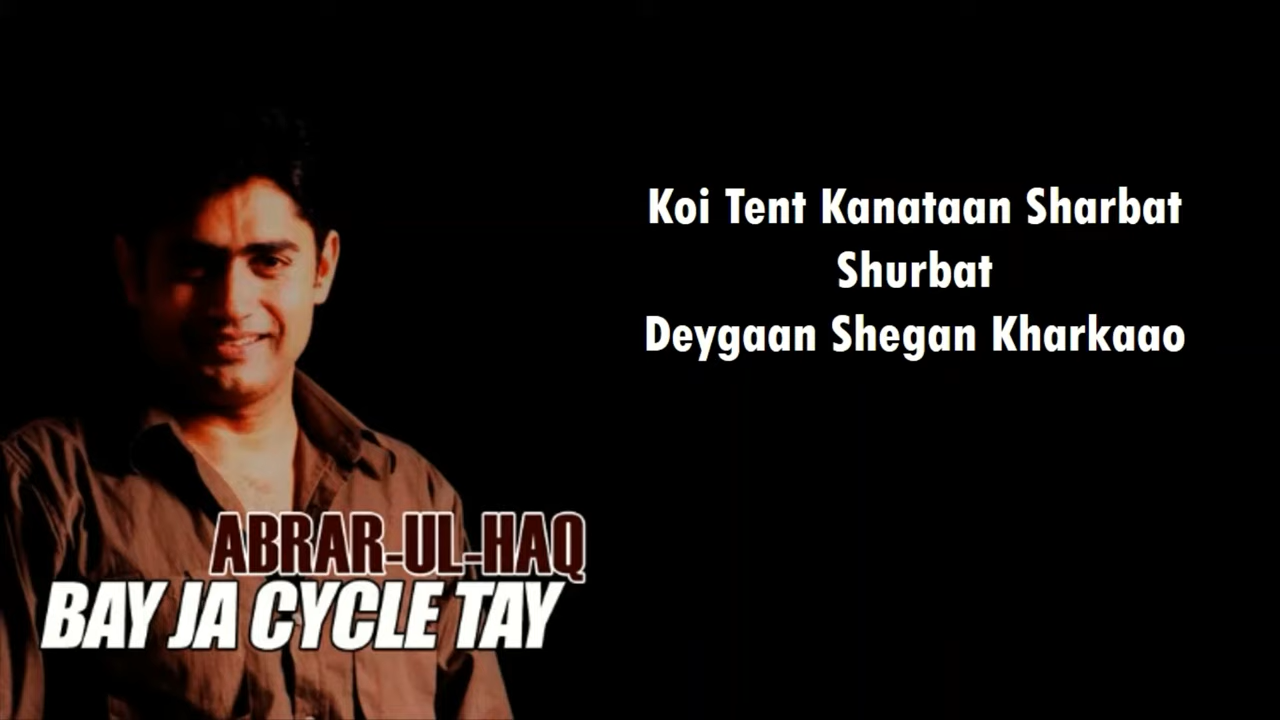 Koi Tent Kanataan Sharbat
Shurbat
Deygaan Shegan Kharkaao
ABRAR-UL-HAQ
BAY JA CYCLE TAY